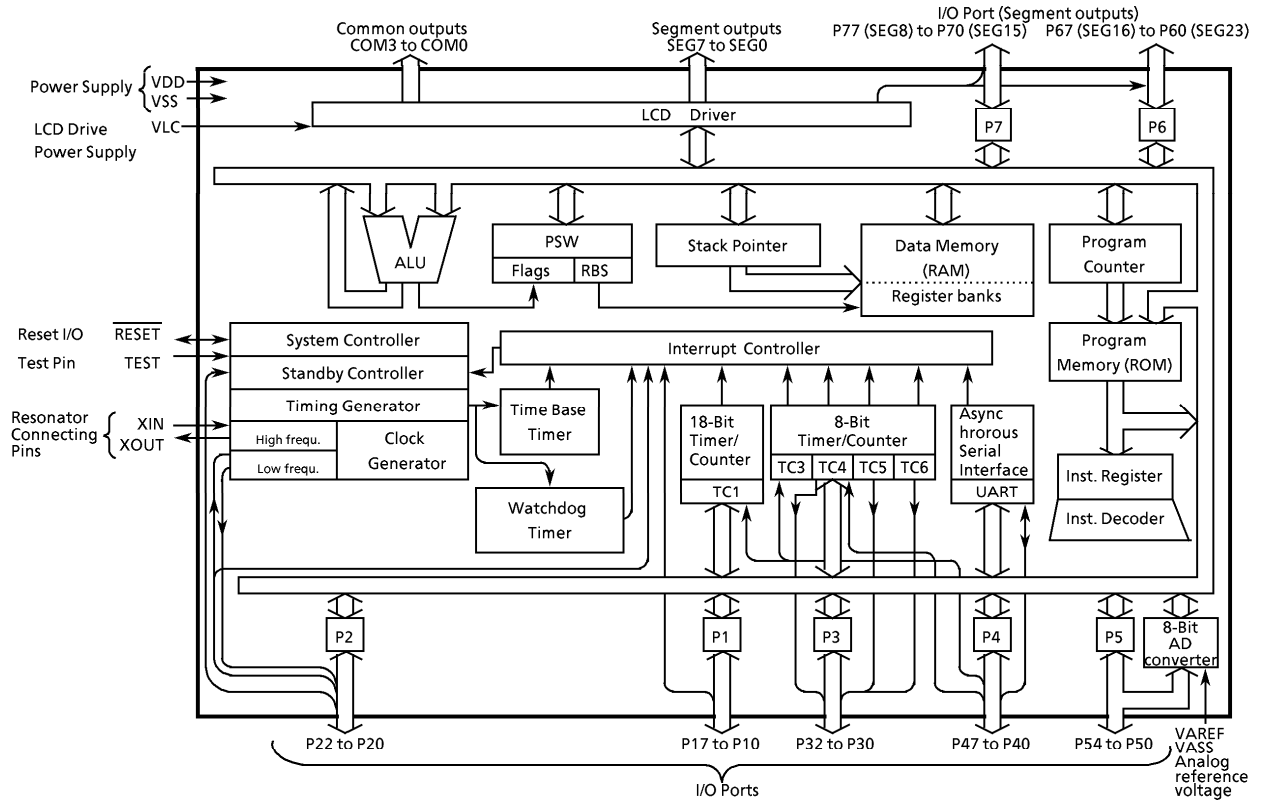 I/O Port (Segment outputs)
Common outputs
COM3 to COM0
Segment outputs
SEG7 to SEG0
P77 (SEG8) to P70 (SEG15)
P67 (SEG16) to P60 (SEG23)
Power Supply
VDD
VSS
LCD Drive
Power Supply
VLC
LCD Driver
P7
P6
ALU
PSW
Flags
RBS
Stack Pointer
Data Memory
(RAM)
Register banks
Program
Counter
Reset I/O
RESET
Test Pin
TEST
System Controller
Standby Controller
Timing Generator
High frequ.
Low frequ.
Clock
Generator
Resonator
Connecting
Pins
XIN
XOUT
Interrupt Controller
Program
Memory (ROM)
Time Base
Timer
Watchdog
Timer
18-Bit
Timer/
Counter
TC1
8-Bit
Timer/Counter
TC3
TC4
TC5
TC6
Async
hrorous
Serial
Interface
UART
Inst. Register
Inst. Decoder
P2
P1
P3
P4
P5
8-Bit
AD
converter
P22 to P20
P17 to P10
P32 to P30
P47 to P40
P54 to P50
VAREF
VASS
Analog
reference
voltage
I/O Ports